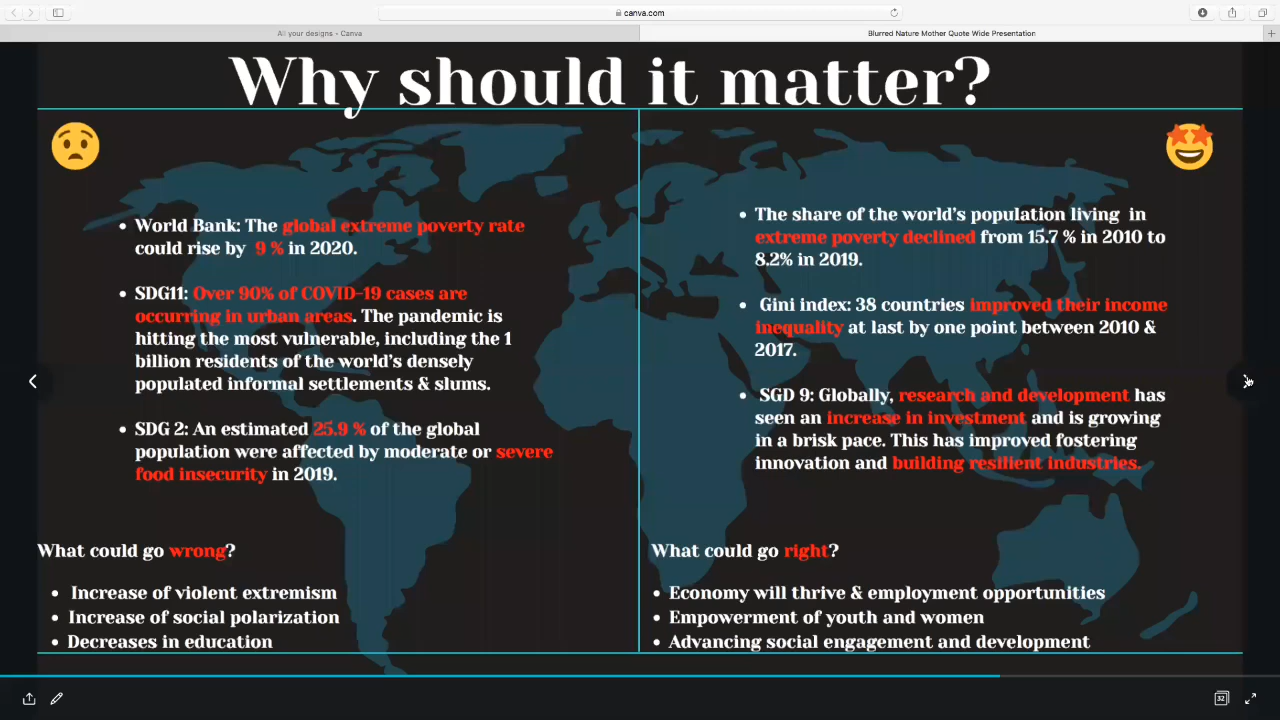 canva.com
All your designs - Canva
Blurred Nature Mother Quote Wide Presentation
Why should it matter?
• World Bank: The global extreme poverty rate
could rise by 9 % in 2020.
• SDG11: Over 90% of COVID-19 cases are
occurring in urban areas. The pandemic is
hitting the most vulnerable, including the 1
billion residents of the world's densely
populated informal settlements & slums.
• SDG 2: An estimated 25.9 % of the global
population were affected by moderate or severe
food insecurity in 2019.
What could go wrong?
• Increase of violent extremism
• Increase of social polarization
• Decreases in education
• The share of the world's population living in
extreme poverty declined from 15.7 % in 2010 to
8.2% in 2019.
• Gini index: 38 countries improved their income
inequality at last by one point between 2010 &
2017.
• SGD 9: Globally, research and development has
seen an increase in investment and is growing
in a brisk pace. This has improved fostering
innovation and building resilient industries.
What could go right?
• Economy will thrive & employment opportunities
• Empowerment of youth and women
• Advancing social engagement and development
32